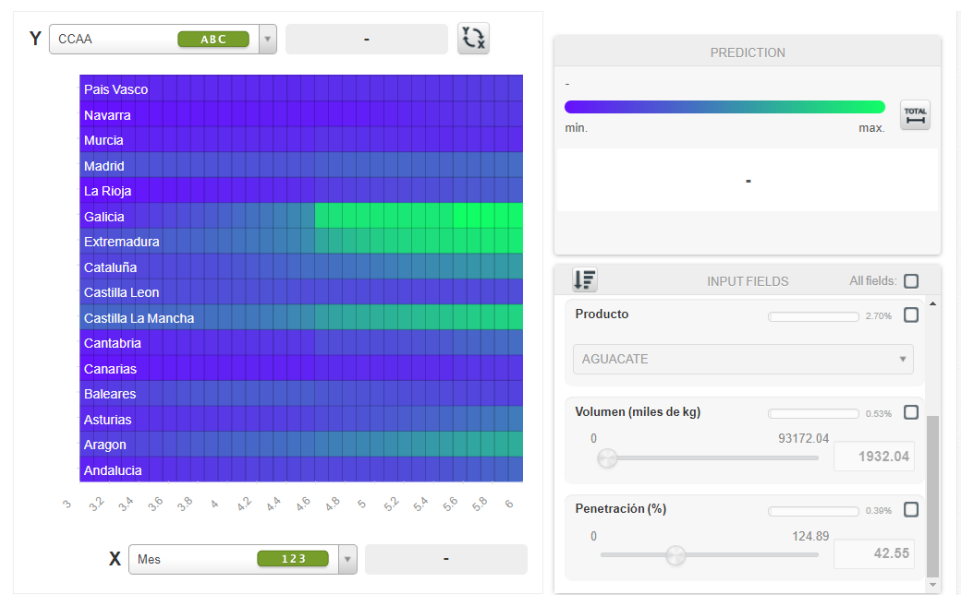 Y CCAA ABC -
Pais Vasco
Navarra
Murcia
Madrid
La Rioja
Galicia
Extremadura
Cataluña
Castilla Leon
Castilla La Mancha
Cantabria
Canarias
Baleares
Asturias
Aragon
Andalucia
3 3.2 3.4 3.6 3.8 4 4.2 4.4 4.6 4.8 5 5.2 5.4 5.6 5.8 6
X Mes 123 -
PREDICTION
-
min. max. TOTAL
-
INPUT FIELDS All fields:
Producto 2.70%
AGUACATE
Volumen (miles de kg) 0.53%
0 93172.04
1932.04
Penetración (%) 0.39%
0 124.89
42.55